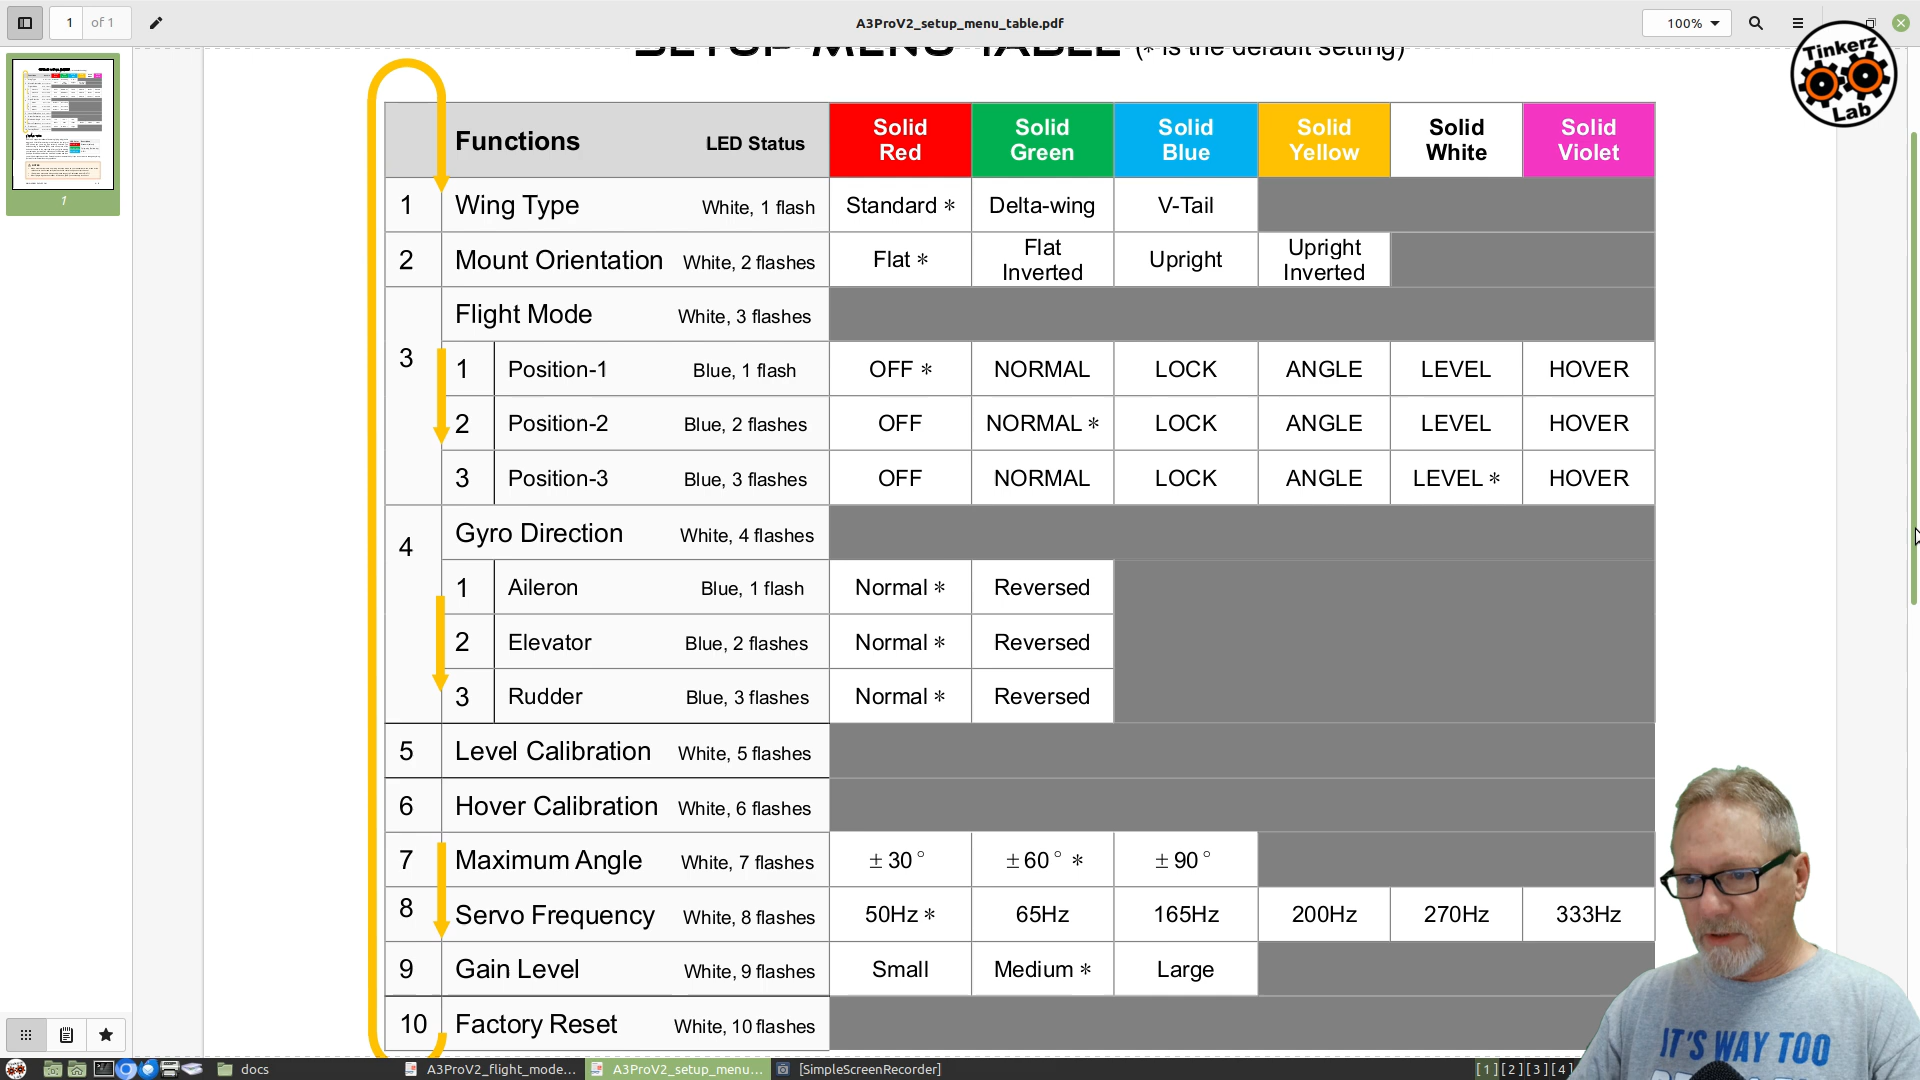 1 of 1
A3ProV2_setup_menu_table.pdf
100%
Tinkerz
Lab
SETUP MENU TABLE (* is the default setting)
1
Functions LED Status Solid Red Solid Green Solid Blue Solid Yellow Solid White Solid Violet
1 Wing Type White, 1 flash Standard * Delta-wing V-Tail
2 Mount Orientation White, 2 flashes Flat * Flat Inverted Upright Upright Inverted
3 Flight Mode White, 3 flashes
1 Position-1 Blue, 1 flash OFF * NORMAL LOCK ANGLE LEVEL HOVER
2 Position-2 Blue, 2 flashes OFF NORMAL * LOCK ANGLE LEVEL HOVER
3 Position-3 Blue, 3 flashes OFF NORMAL LOCK ANGLE LEVEL * HOVER
4 Gyro Direction White, 4 flashes
1 Aileron Blue, 1 flash Normal * Reversed
2 Elevator Blue, 2 flashes Normal * Reversed
3 Rudder Blue, 3 flashes Normal * Reversed
5 Level Calibration White, 5 flashes
6 Hover Calibration White, 6 flashes
7 Maximum Angle White, 7 flashes ±30° ±60° * ±90°
8 Servo Frequency White, 8 flashes 50Hz * 65Hz 165Hz 200Hz 270Hz 333Hz
9 Gain Level White, 9 flashes Small Medium * Large
10 Factory Reset White, 10 flashes
IT'S WAY TOO
docs A3ProV2_flight_mode... A3ProV2_setup_menu... [SimpleScreenRecorder] [1][2][3][4]